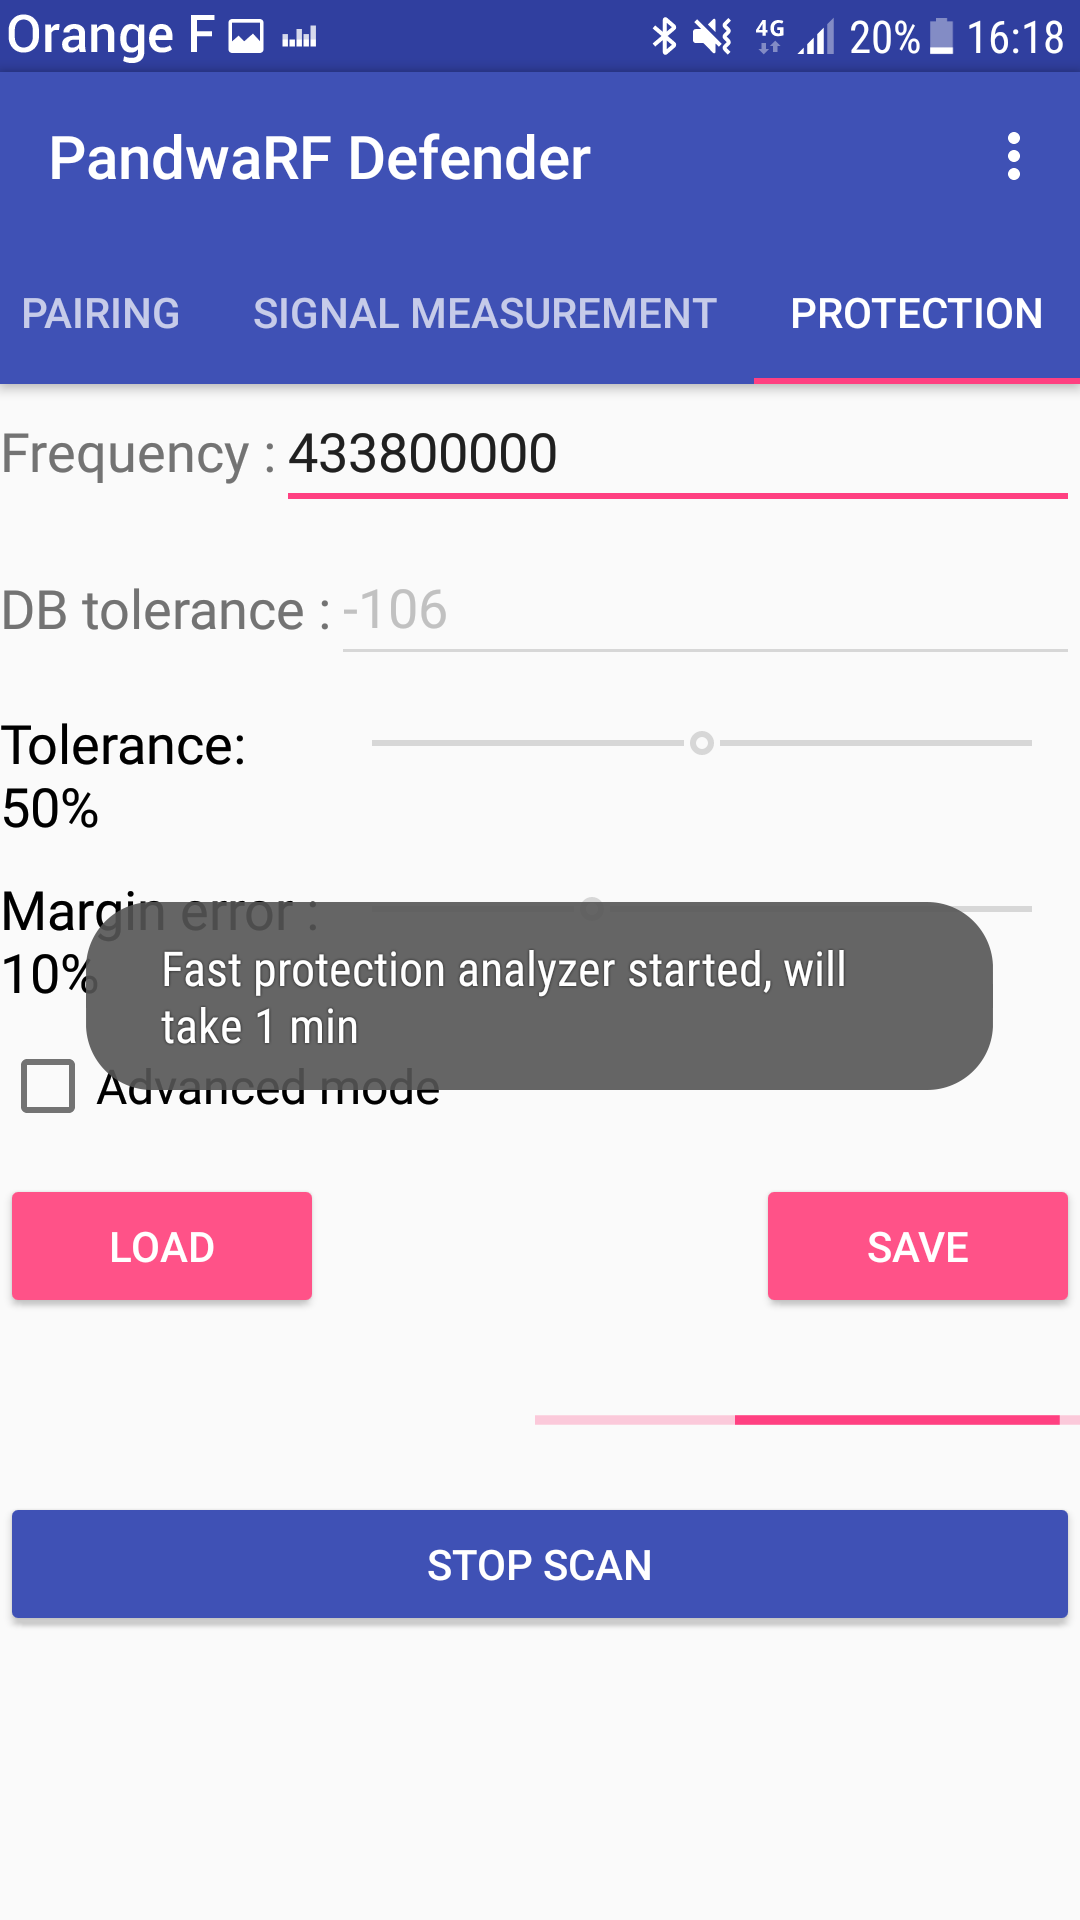 Orange F 4G 20% 16:18
PandwaRF Defender
PAIRING SIGNAL MEASUREMENT PROTECTION
Frequency : 433800000
DB tolerance : -106
Tolerance:
50%
Margin error :
10%
Fast protection analyzer started, will
take 1 min
Advanced mode
LOAD SAVE
STOP SCAN